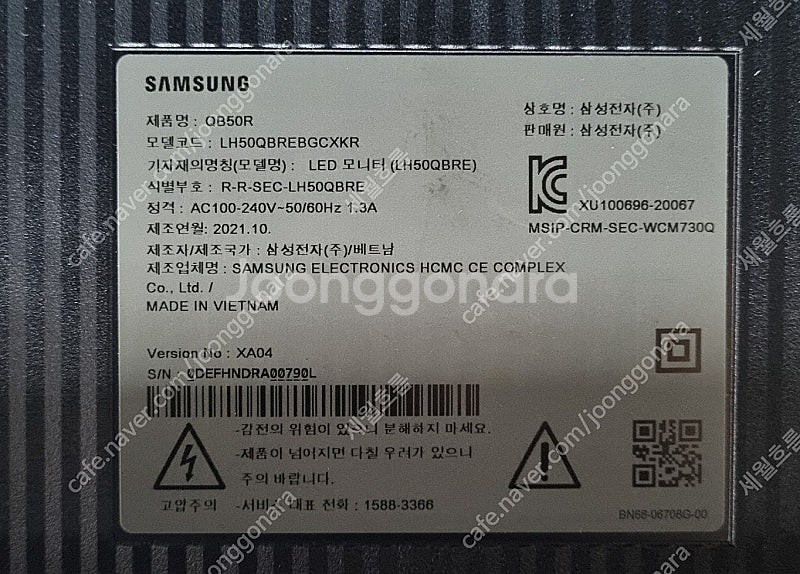 SAMSUNG
제품명 : QB50R
모델코드 : LH50QBREBGCXKR
기자재의명칭(모델명) : LED 모니터 (LH50QBRE)
식별부호 : R-R-SEC-LH50QBRE
정격 : AC100-240V~50/60Hz 1.3A
제조연월: 2021.10.
제조자/제조국가 : 삼성전자(주)/베트남
제조업체명 : SAMSUNG ELECTRONICS HCMC CE COMPLEX
Co., Ltd. /
MADE IN VIETNAM
상호명 : 삼성전자(주)
판매원 : 삼성전자(주)
XU100696-20067
MSIP-CRM-SEC-WCM730Q
Version No : XA04
S/N : 0DEFHNDRA00790L
-감전의 위험이 있으니 분해하지 마세요.
-제품이 넘어지면 다칠 우려가 있으니
주의 바랍니다.
고압주의
-서비스 대표 전화 : 1588-3366
BN68-06708G-00
Joonggonara
cafe.naver.com/joonggonara
세월흐름